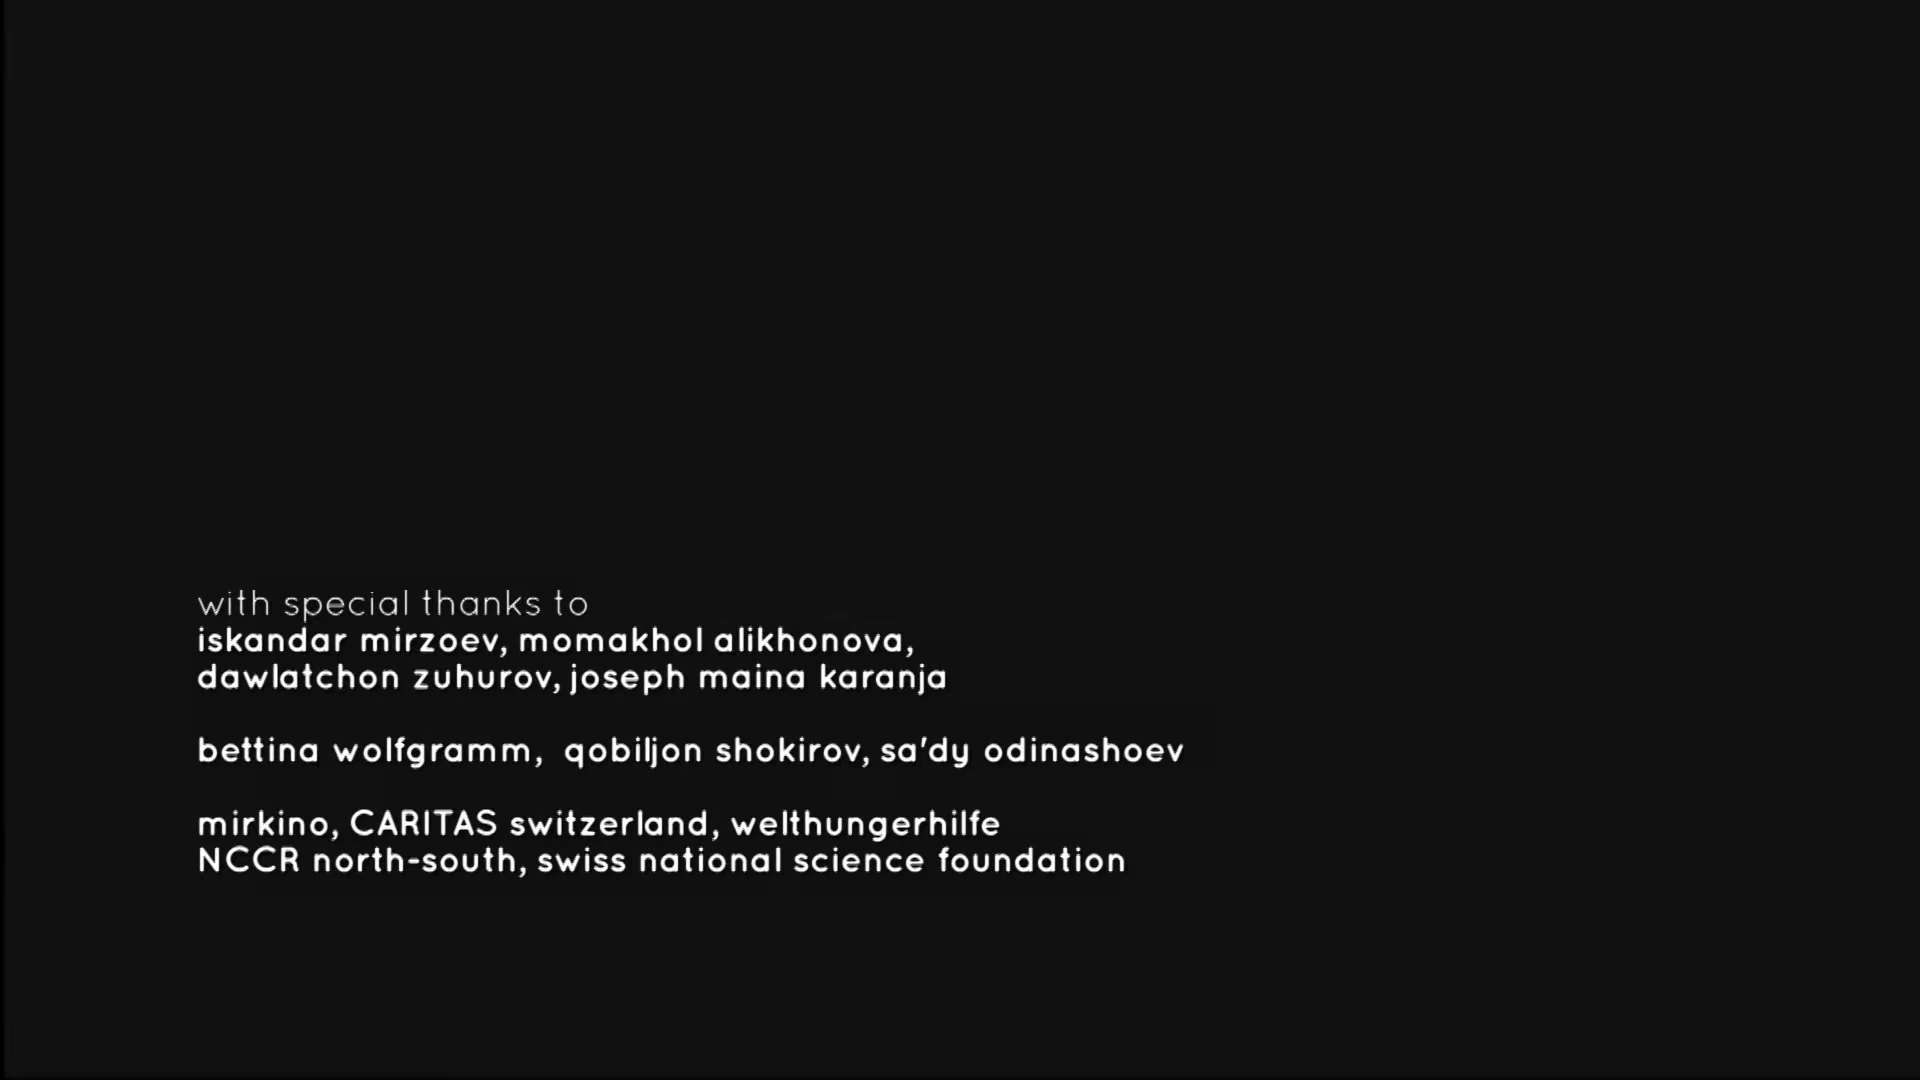 with special thanks to
iskandar mirzoev, momakhol alikhonova,
dawlatchon zuhurov, joseph maina karanja
bettina wolfgramm, qobiljon shokirov, sa'dy odinashoev
mirkino, CARITAS switzerland, welthungerhilfe
NCCR north-south, swiss national science foundation